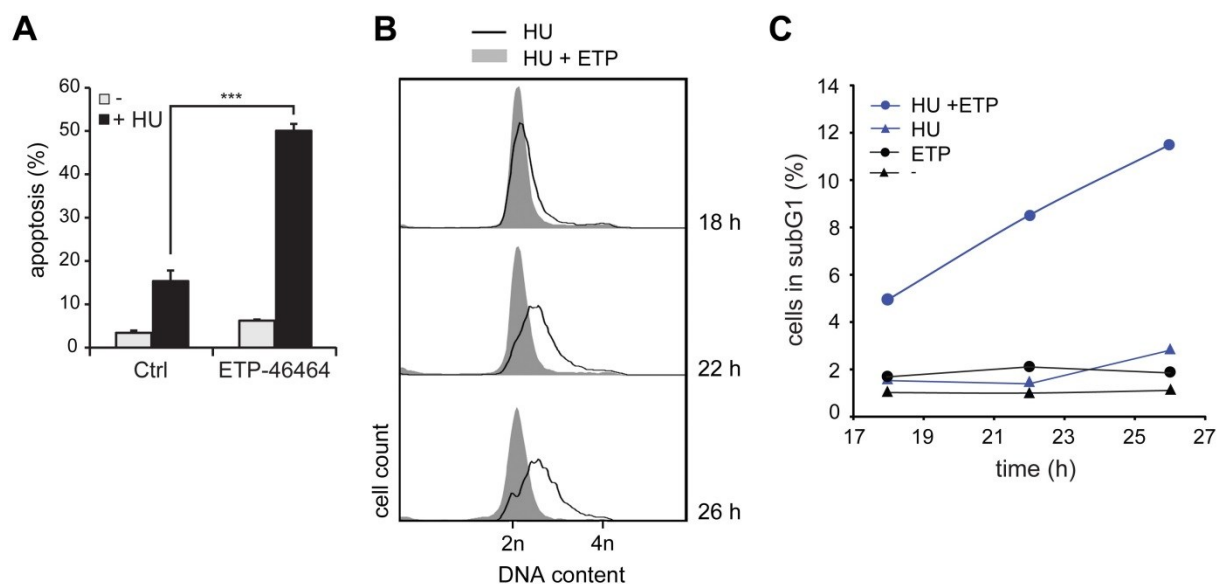 A
60
50
40
30
20
10
0
apoptosis (%)
-
+ HU
***
Ctrl
ETP-46464
B
HU
HU + ETP
18 h
22 h
26 h
cell count
2n
4n
DNA content
C
14
12
10
8
6
4
2
0
cells in subG1 (%)
HU +ETP
HU
ETP
-
17
19
21
23
25
27
time (h)